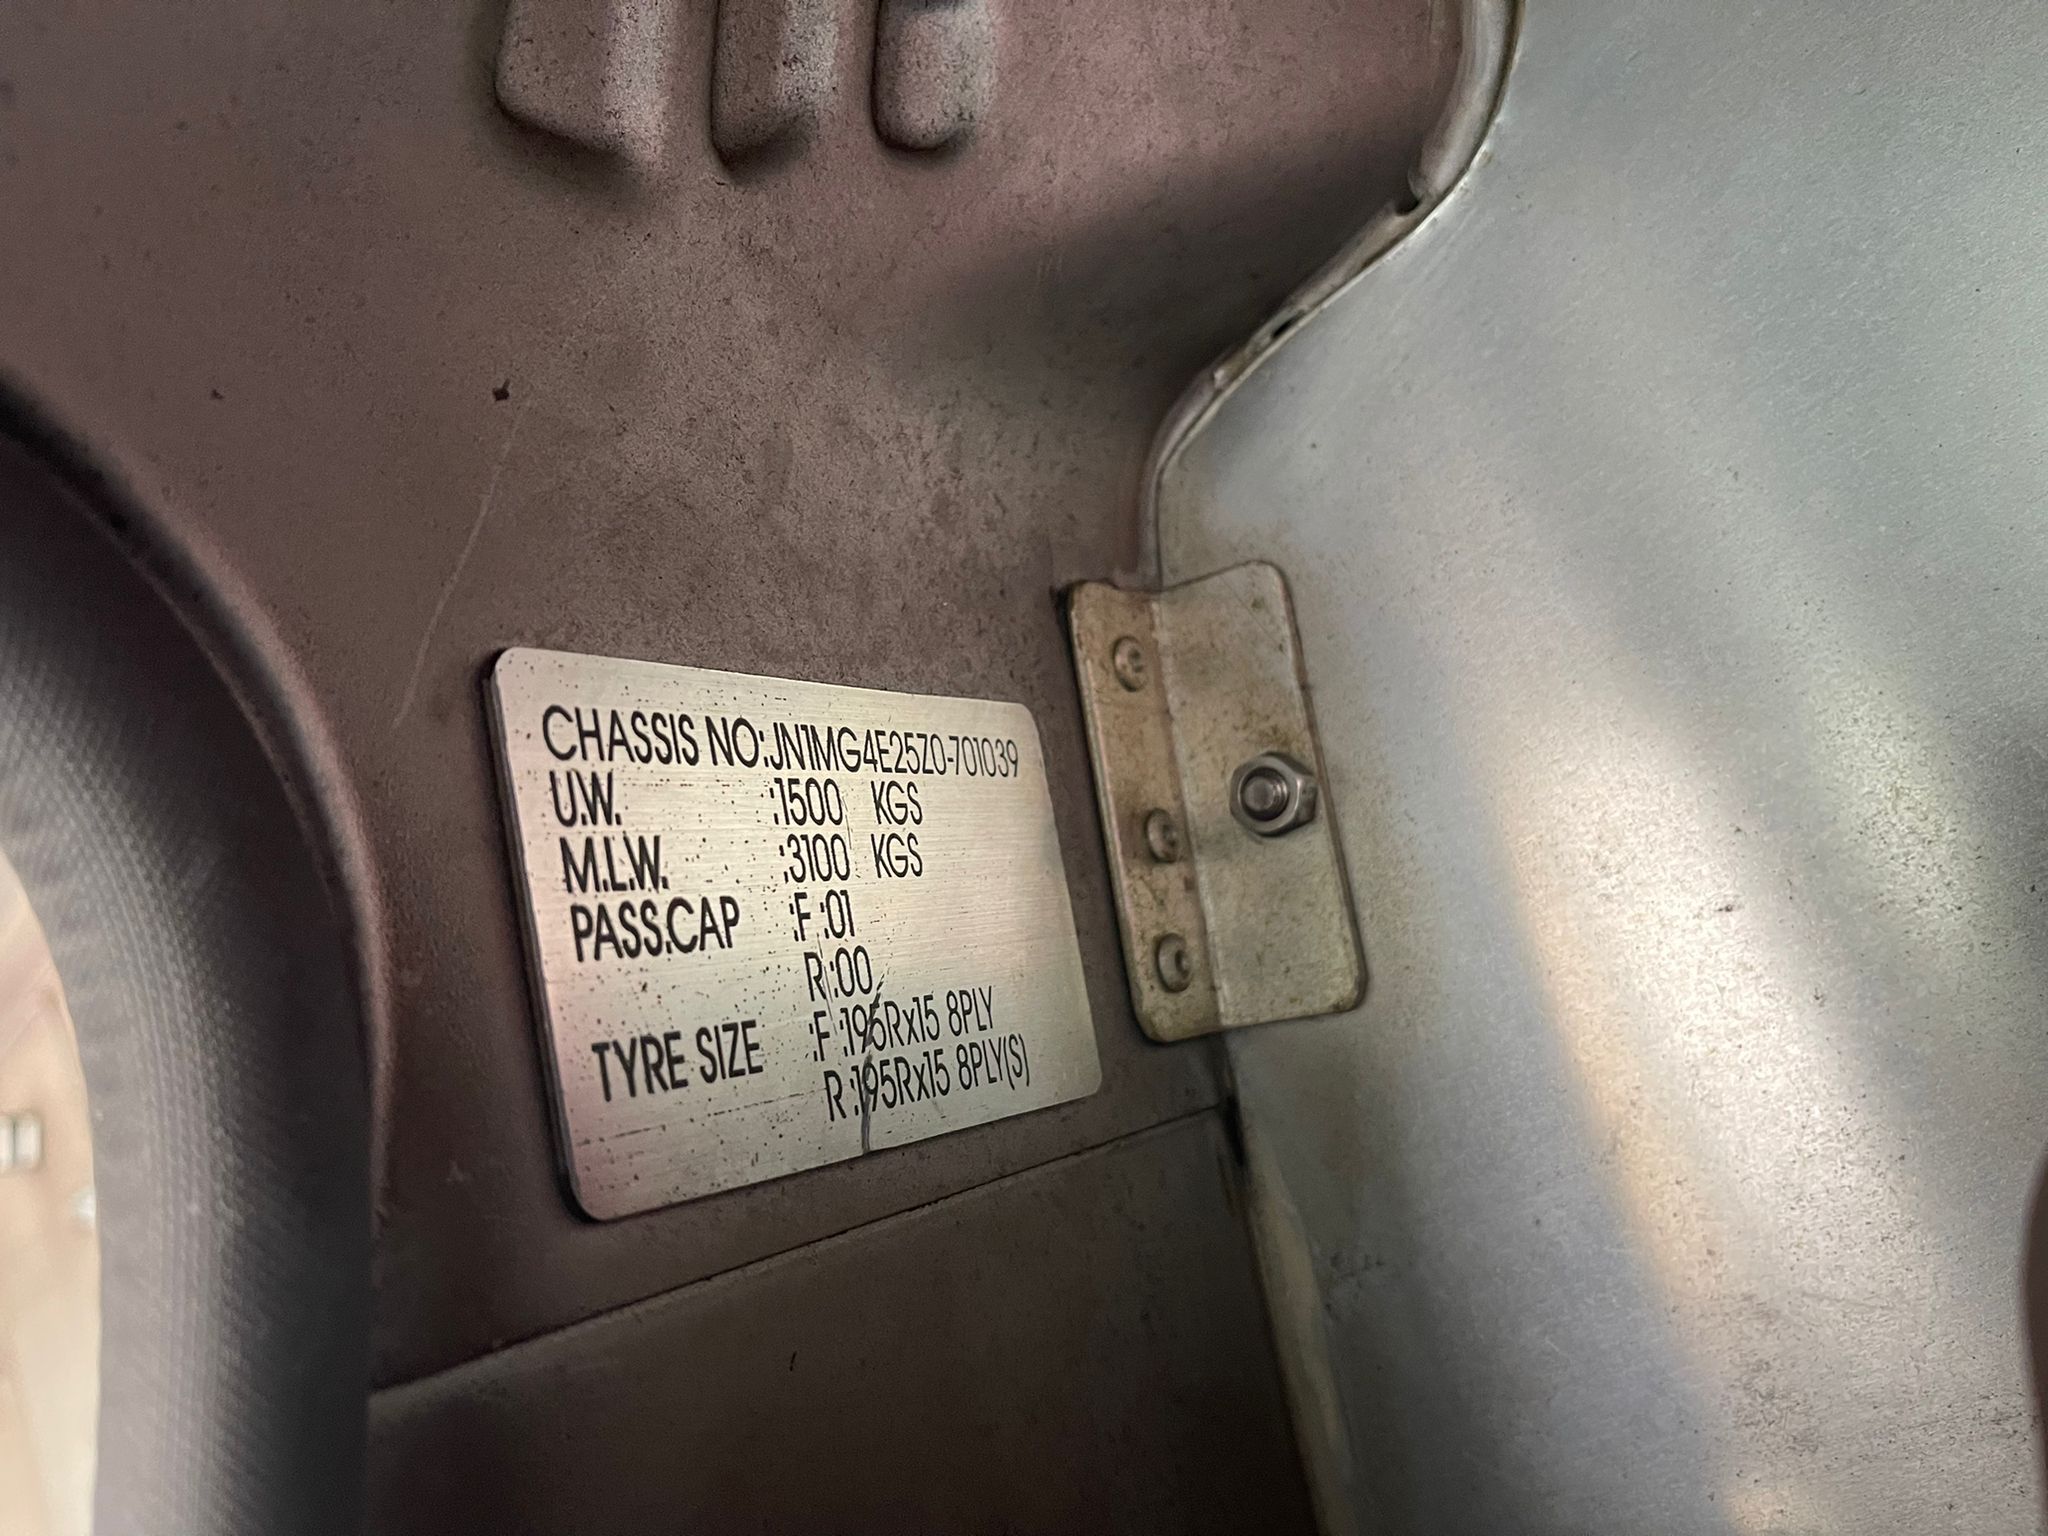 CHASSIS NO:JN1MG4E25Z0-701039
U.W. :1500 KGS
M.L.W. :3100 KGS
PASS.CAP :F :01
R :00
TYRE SIZE :F :195Rx15 8PLY
R :195Rx15 8PLY(S)